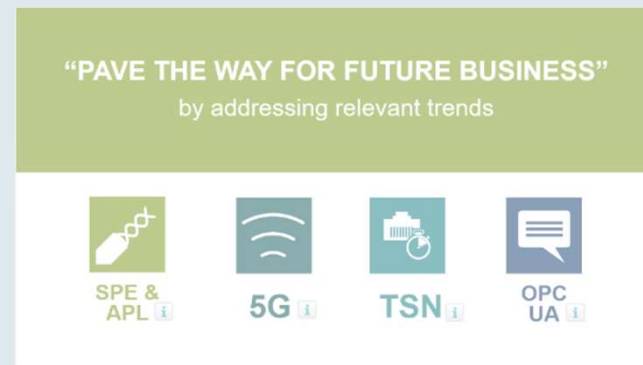 “PAVE THE WAY FOR FUTURE BUSINESS”
by addressing relevant trends
SPE &
APL i
5G i
TSN i
OPC
UA i